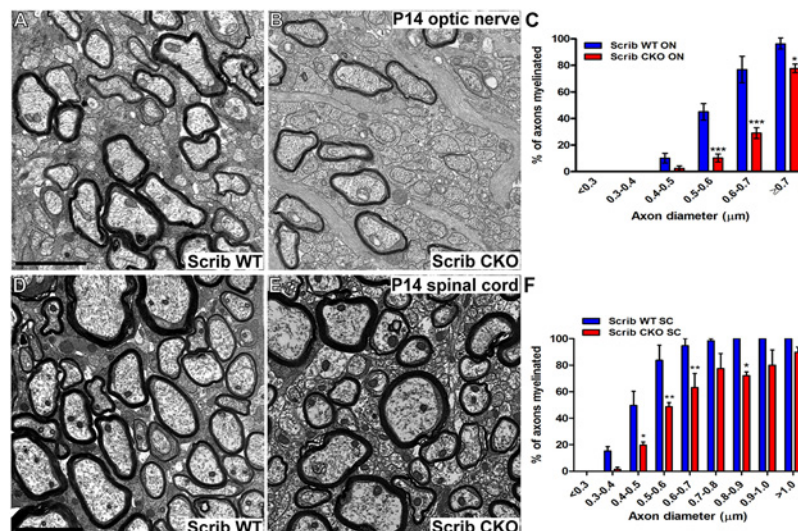 A
B
P14 optic nerve
Scrib WT
Scrib CKO
C
Scrib WT ON
Scrib CKO ON
% of axons myelinated
100
80
60
40
20
0
***
***
*
<0.3
0.3-0.4
0.4-0.5
0.5-0.6
0.6-0.7
≥0.7
Axon diameter (μm)
D
E
P14 spinal cord
Scrib WT
Scrib CKO
F
Scrib WT SC
Scrib CKO SC
% of axons myelinated
100
80
60
40
20
0
*
**
**
*
<0.3
0.3-0.4
0.4-0.5
0.5-0.6
0.6-0.7
0.7-0.8
0.8-0.9
0.9-1.0
>1.0
Axon diameter (μm)